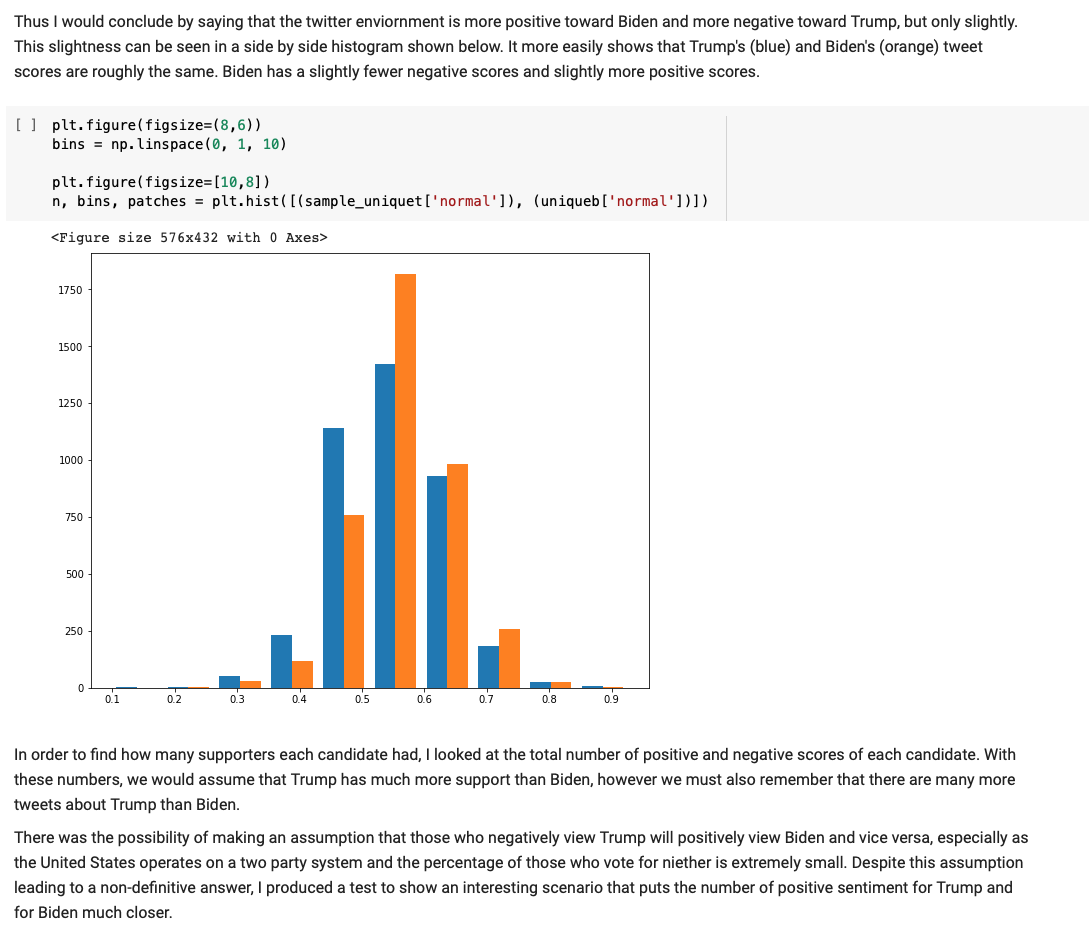 Thus I would conclude by saying that the twitter enviornment is more positive toward Biden and more negative toward Trump, but only slightly.
This slightness can be seen in a side by side histogram shown below. It more easily shows that Trump's (blue) and Biden's (orange) tweet
scores are roughly the same. Biden has a slightly fewer negative scores and slightly more positive scores.
[ ] plt.figure(figsize=(8,6))
bins = np.linspace(0, 1, 10)
plt.figure(figsize=[10,8])
n, bins, patches = plt.hist([(sample_uniquet['normal']), (uniqueb['normal'])])
<Figure size 576x432 with 0 Axes>
1750
1500
1250
1000
750
500
250
0
0.1 0.2 0.3 0.4 0.5 0.6 0.7 0.8 0.9
In order to find how many supporters each candidate had, I looked at the total number of positive and negative scores of each candidate. With
these numbers, we would assume that Trump has much more support than Biden, however we must also remember that there are many more
tweets about Trump than Biden.
There was the possibility of making an assumption that those who negatively view Trump will positively view Biden and vice versa, especially as
the United States operates on a two party system and the percentage of those who vote for niether is extremely small. Despite this assumption
leading to a non-definitive answer, I produced a test to show an interesting scenario that puts the number of positive sentiment for Trump and
for Biden much closer.